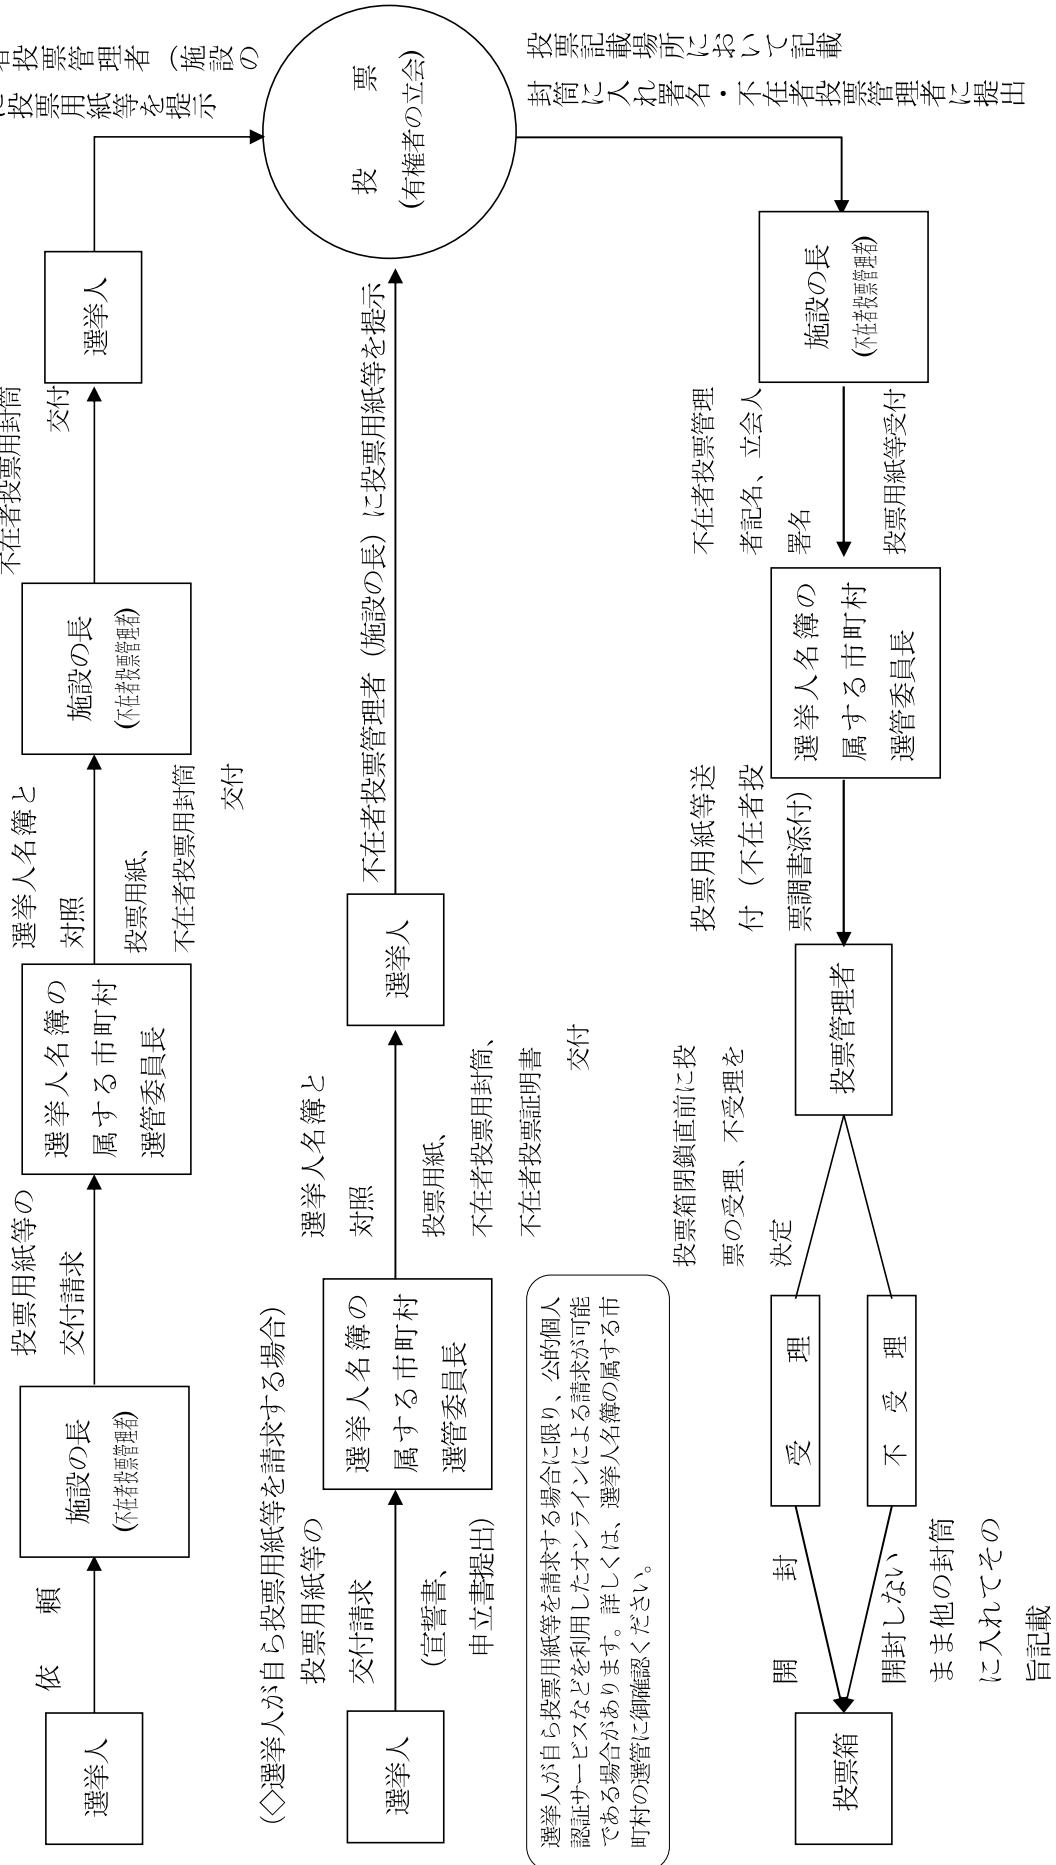 選挙人
依　頼
施設の長
(不在者投票管理者)
投票用紙等の
交付請求
選挙人名簿の
属する市町村
選管委員長
選挙人名簿と
対照
投票用紙、
不在者投票用封筒
交付
施設の長
(不在者投票管理者)
不在者投票用封筒
交付
選挙人
者投票管理者（施設の
に投票用紙等を提示
(◇選挙人が自ら投票用紙等を請求する場合)
選挙人
投票用紙等の
交付請求
(宣誓書、
申立書提出)
選挙人名簿の
属する市町村
選管委員長
選挙人名簿と
対照
投票用紙、
不在者投票用封筒、
不在者投票証明書
交付
選挙人
不在者投票管理者（施設の長）に投票用紙等を提示
投　票
(有権者の立会)
選挙人が自ら投票用紙等を請求する場合に限り、公的個人
認証サービスなどを利用したオンラインによる請求が可能
である場合があります。詳しくは、選挙人名簿の属する市
町村の選管に御確認ください。
投票記載場所において記載
封筒に入れ署名・不在者投票管理者に提出
施設の長
(不在者投票管理者)
不在者投票管理
者記名、立会人
署名
投票用紙等受付
選挙人名簿の
属する市町村
選管委員長
投票用紙等送
付（不在者投
票調書添付）
投票管理者
投票箱閉鎖直前に投
票の受理、不受理を
決定
受　理
不　受　理
開　封
開封しない
まま他の封筒
に入れてその
旨記載
投票箱